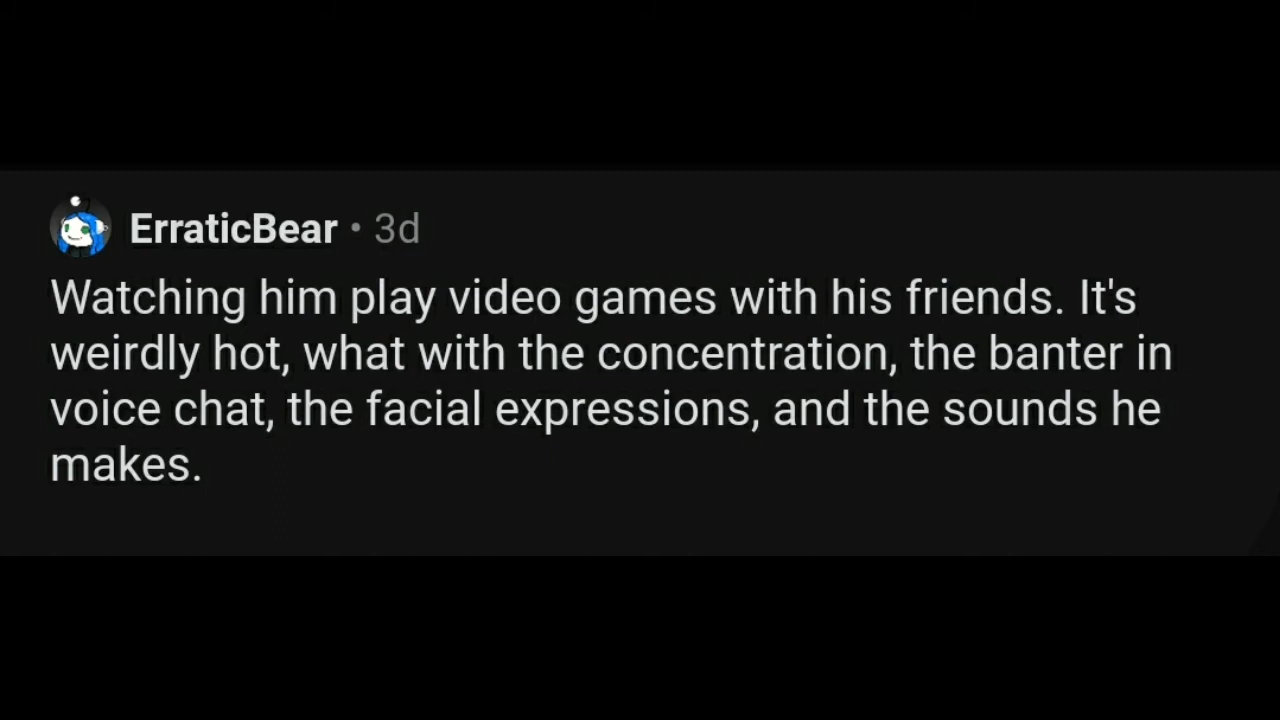 ErraticBear • 3d
Watching him play video games with his friends. It's
weirdly hot, what with the concentration, the banter in
voice chat, the facial expressions, and the sounds he
makes.